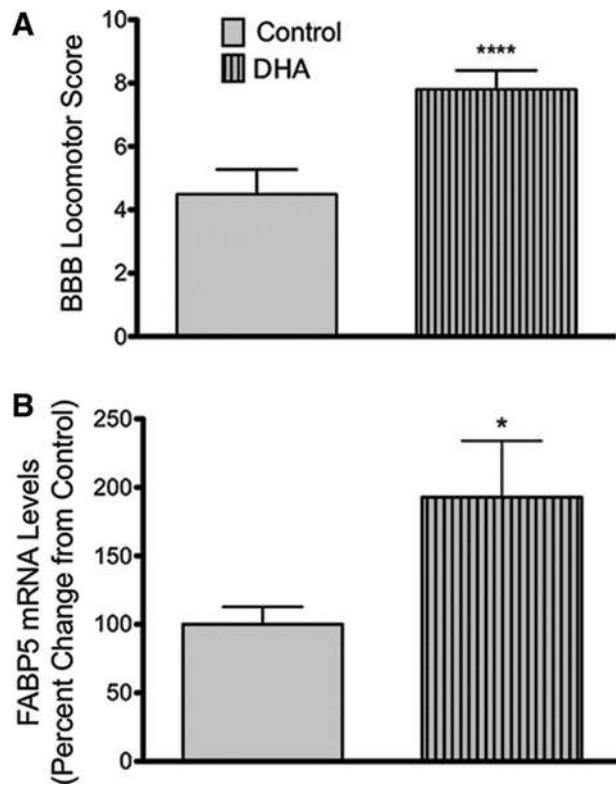 A
BBB Locomotor Score
10
8
6
4
2
0
Control
DHA
****
B
FABP5 mRNA Levels
(Percent Change from Control)
250
200
150
100
50
0
*